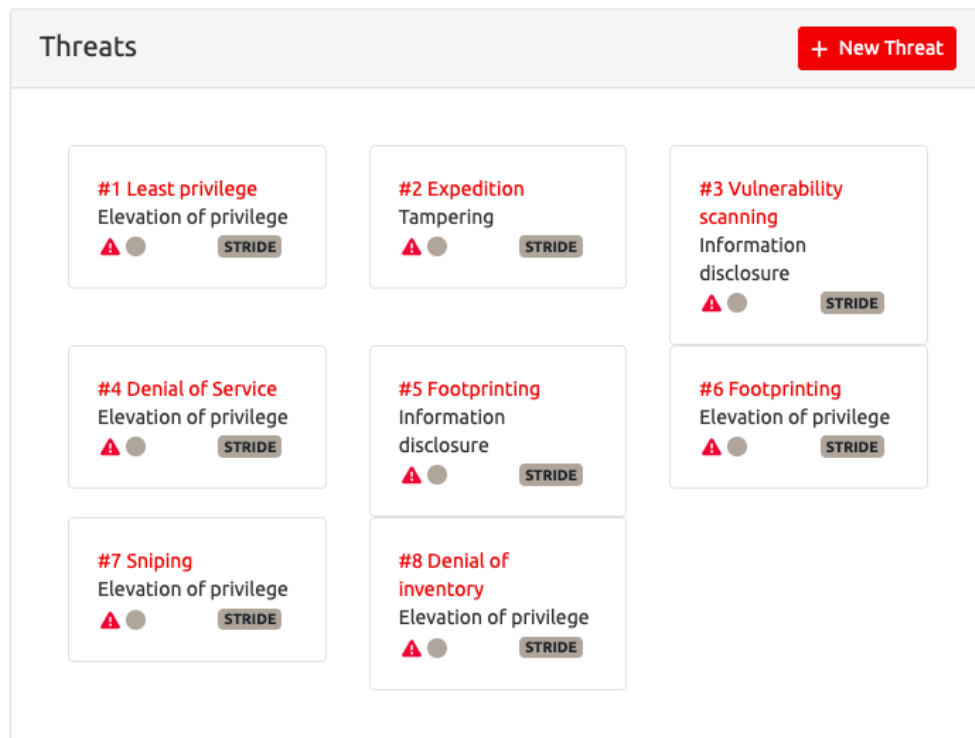 Threats
+ New Threat
#1 Least privilege
Elevation of privilege
STRIDE
#2 Expedition
Tampering
STRIDE
#3 Vulnerability
scanning
Information
disclosure
STRIDE
#4 Denial of Service
Elevation of privilege
STRIDE
#5 Footprinting
Information
disclosure
STRIDE
#6 Footprinting
Elevation of privilege
STRIDE
#7 Sniping
Elevation of privilege
STRIDE
#8 Denial of
inventory
Elevation of privilege
STRIDE